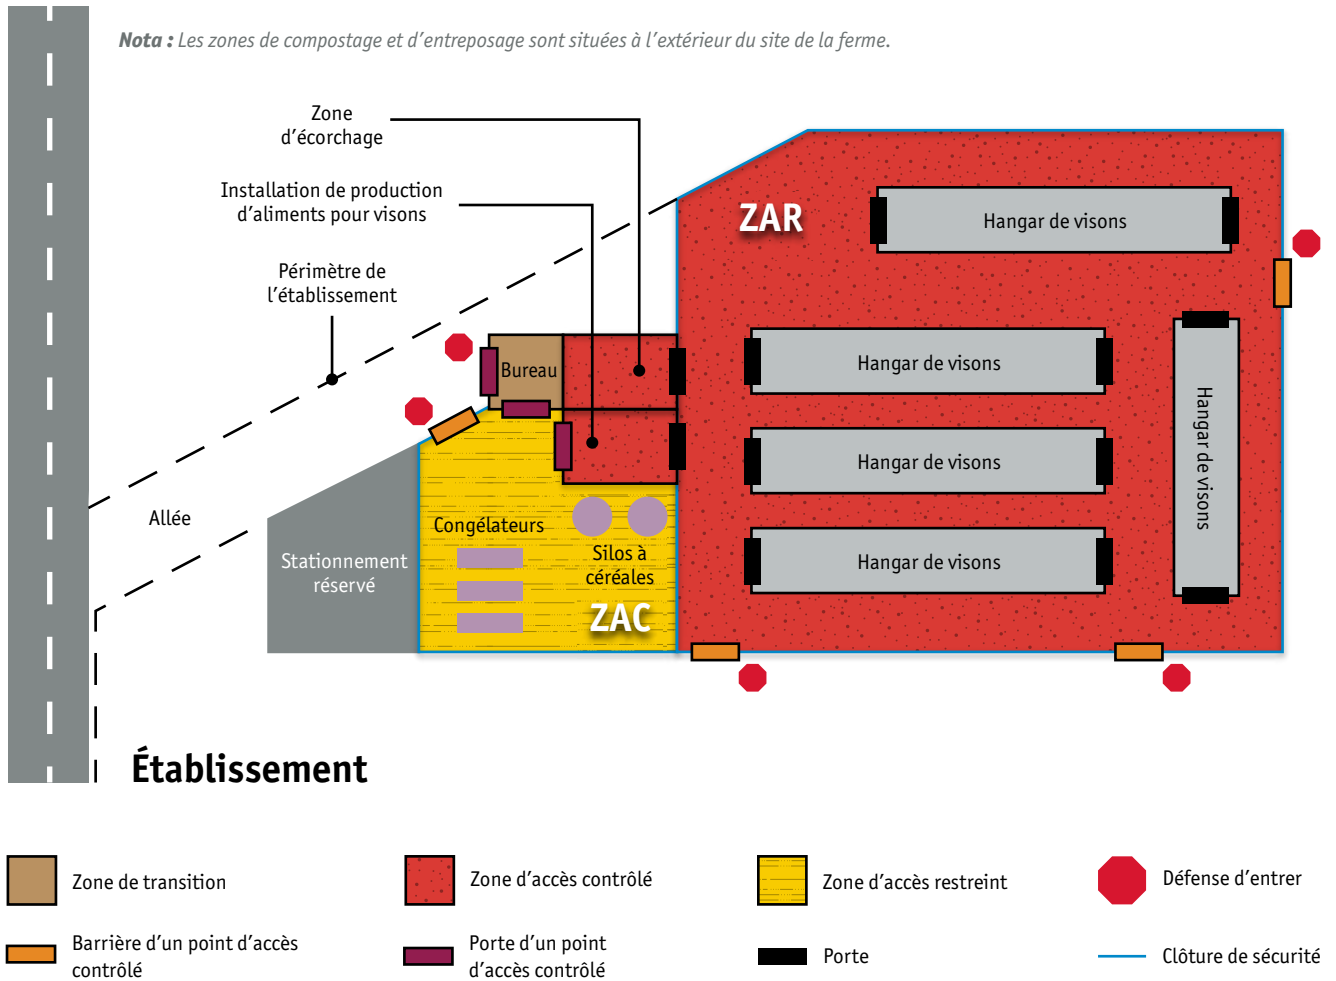 Nota : Les zones de compostage et d'entreposage sont situées à l'extérieur du site de la ferme.
Zone
d'écorchage
Installation de production
d'aliments pour visons
Périmètre de
l'établissement
ZAR
Hangar de visons
Bureau
Hangar de visons
Hangar de visons
Hangar de visons
Hangar de visons
Allée
Stationnement
réservé
Congélateurs
Silos à
céréales
ZAC
Établissement
Zone de transition
Zone d'accès contrôlé
Zone d'accès restreint
Défense d'entrer
Barrière d'un point d'accès
contrôlé
Porte d'un point
d'accès contrôlé
Porte
Clôture de sécurité